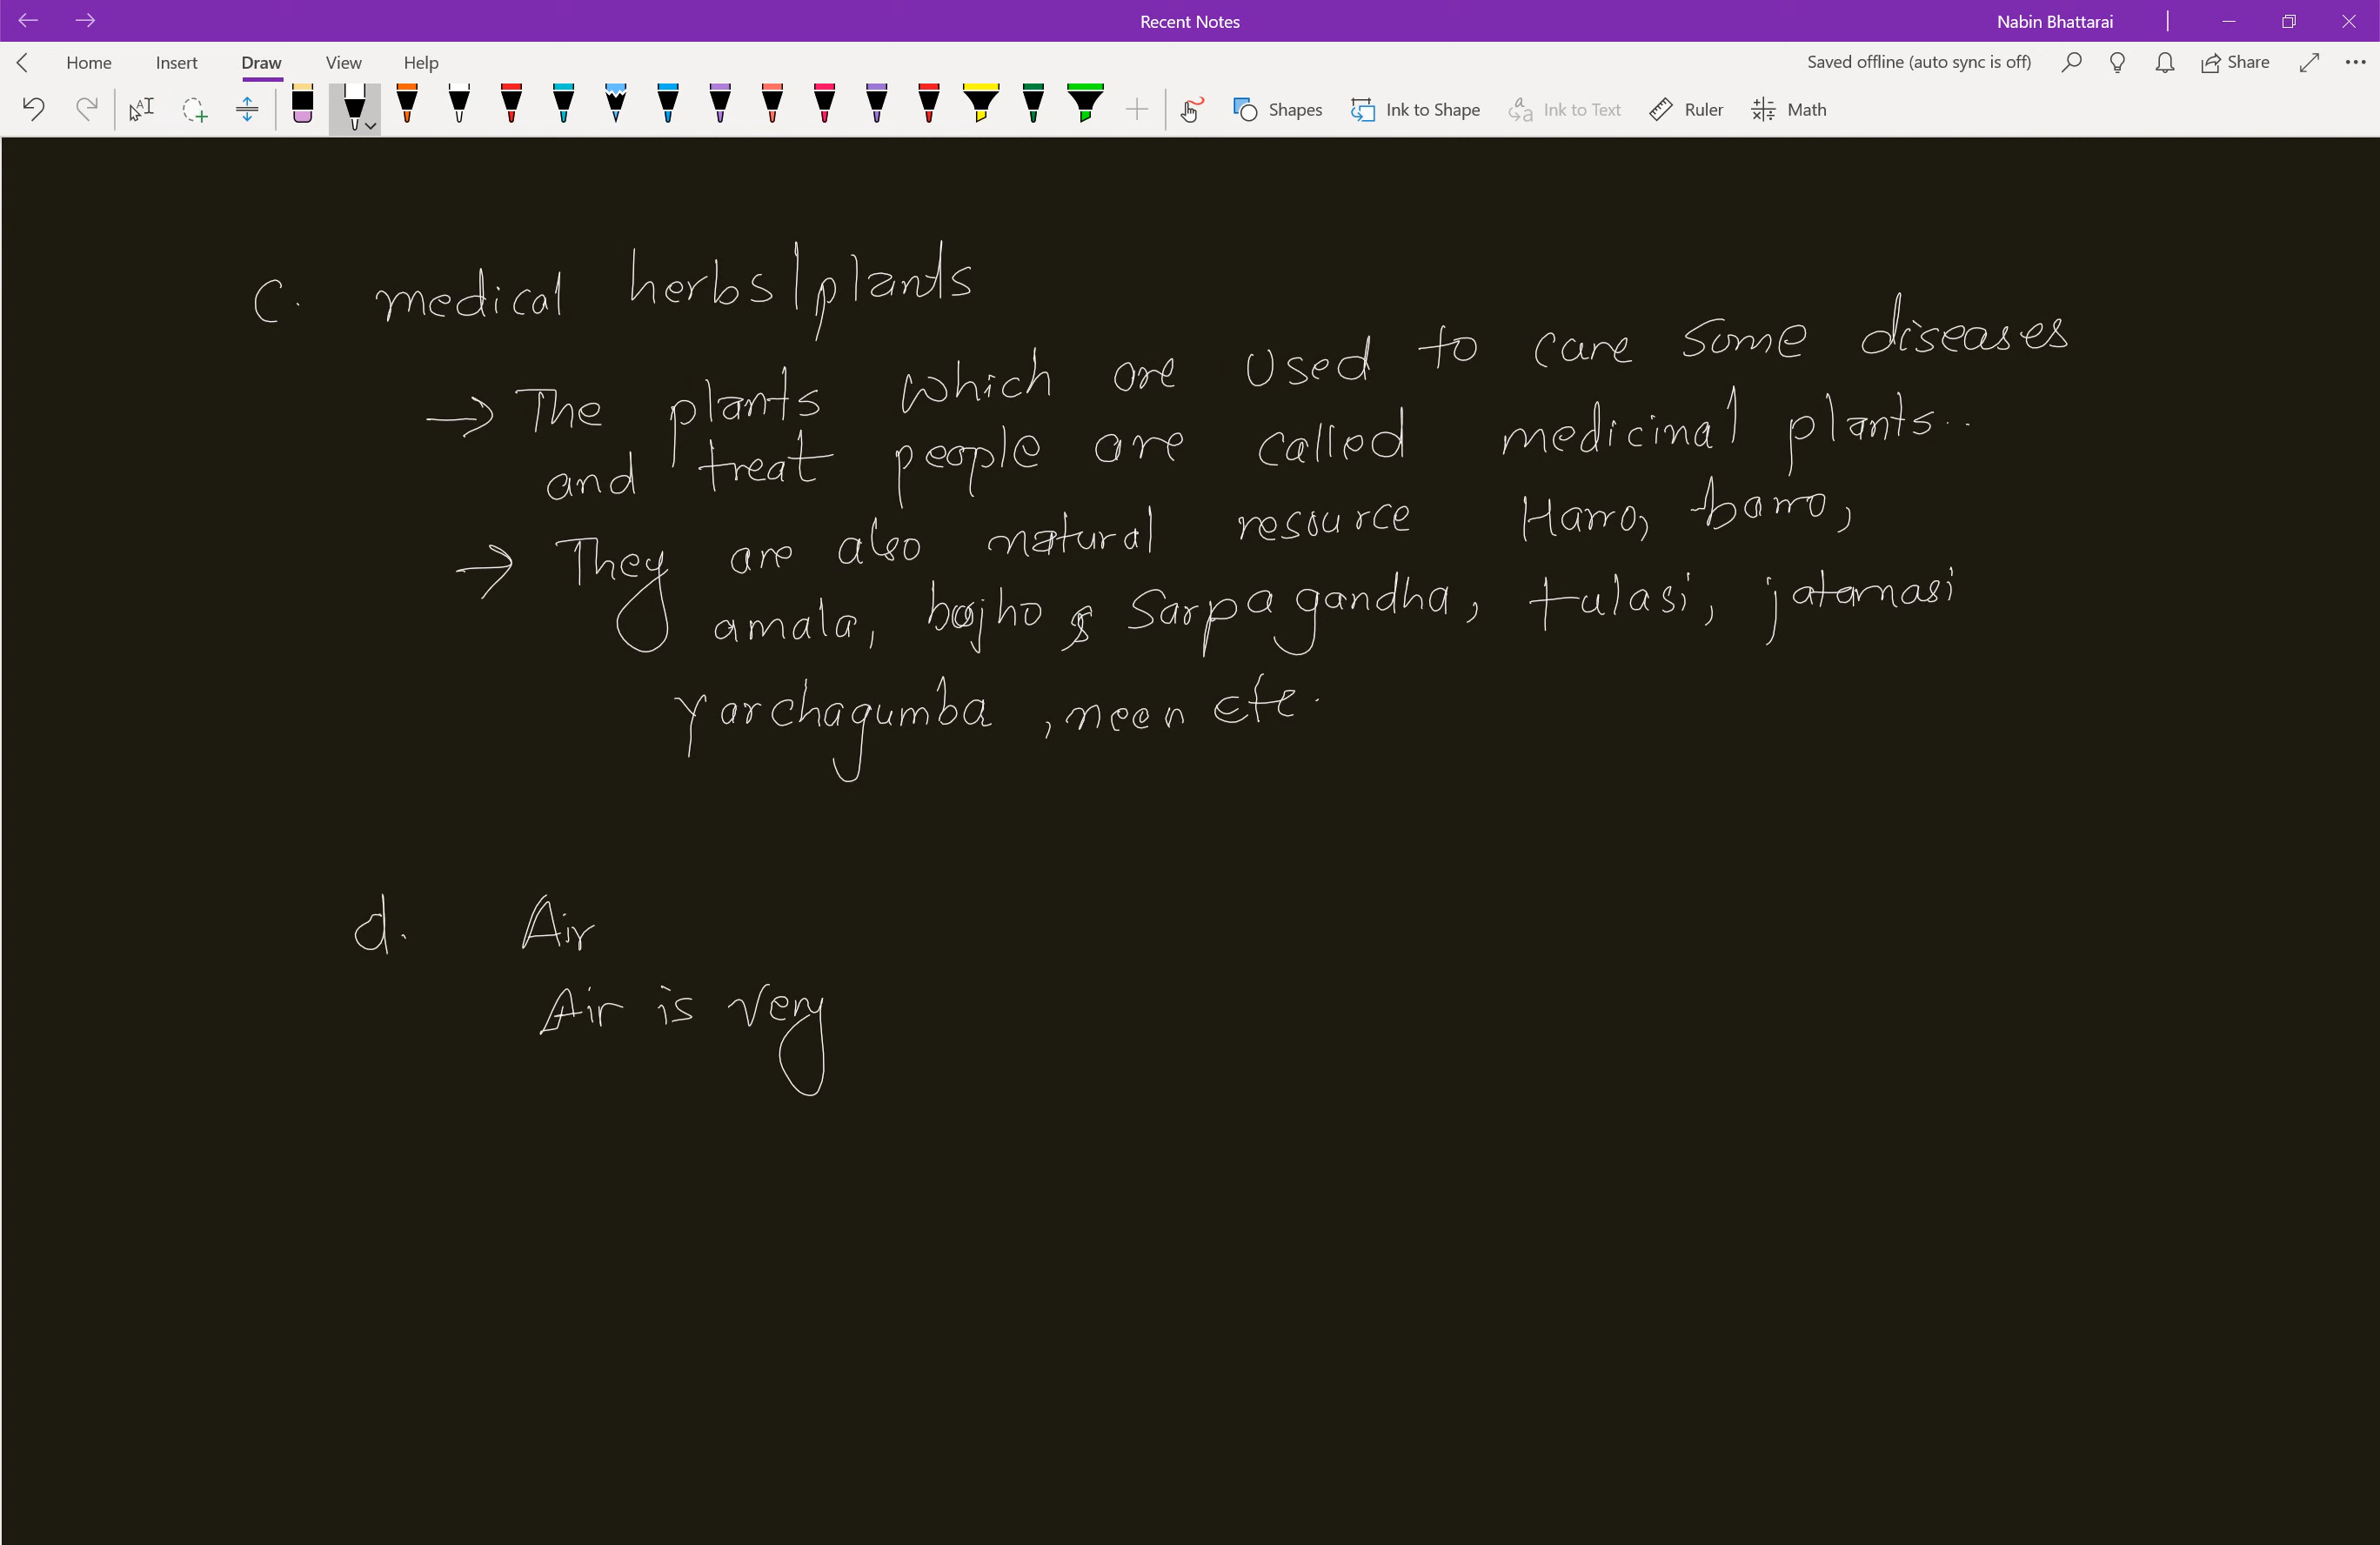 Recent Notes
Nabin Bhattarai
Home Insert Draw View Help
Saved offline (auto sync is off) Share
Shapes Ink to Shape Ink to Text Ruler Math
c. medical herbs|plants
→ The plants which are used to care some diseases
and treat people are called medicinal plants..
→ They are also natural resource Harro, barro,
amala, bojho, Sarpagandha, tulasi, jatamasi
Yarchagumba, neen etc.
d. Air
Air is very